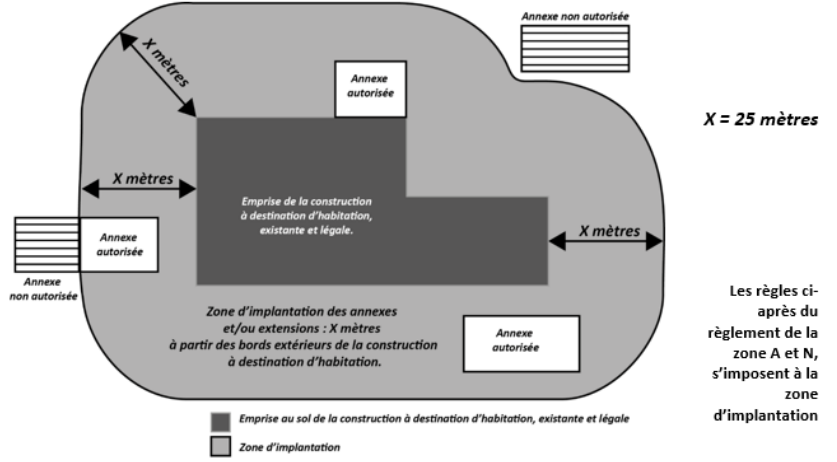 Annexe non autorisée
X mètres
Annexe
autorisée
X = 25 mètres
X mètres
Emprise de la construction
à destination d'habitation,
existante et légale.
X mètres
Annexe
autorisée
Annexe
non autorisée
Zone d'implantation des annexes
et/ou extensions : X mètres
à partir des bords extérieurs de la construction
à destination d'habitation.
Annexe
autorisée
Les règles ci-
après du
règlement de la
zone A et N,
s'imposent à la
zone
d'implantation
Emprise au sol de la construction à destination d'habitation, existante et légale
Zone d'implantation